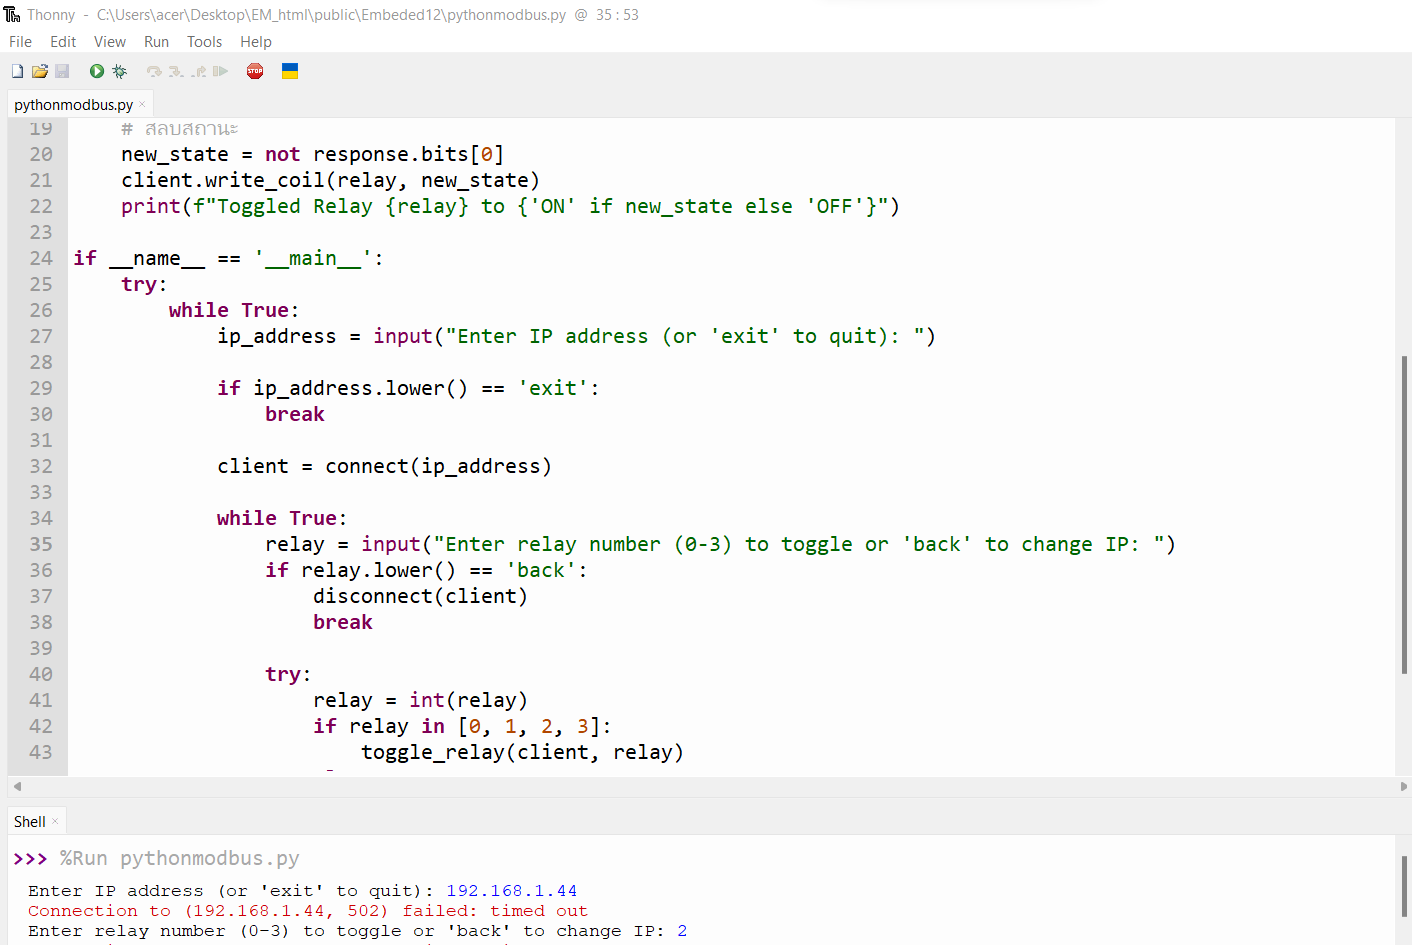 Thonny - C:\Users\acer\Desktop\EM_html\public\Embeded12\pythonmodbus.py @ 35 : 53
File Edit View Run Tools Help
STOP
pythonmodbus.py ×
19 # สลับสถานะ
20 new_state = not response.bits[0]
21 client.write_coil(relay, new_state)
22 print(f"Toggled Relay {relay} to {'ON' if new_state else 'OFF'}")
23
24 if __name__ == '__main__':
25 try:
26 while True:
27 ip_address = input("Enter IP address (or 'exit' to quit): ")
28
29 if ip_address.lower() == 'exit':
30 break
31
32 client = connect(ip_address)
33
34 while True:
35 relay = input("Enter relay number (0-3) to toggle or 'back' to change IP: ")
36 if relay.lower() == 'back':
37 disconnect(client)
38 break
39
40 try:
41 relay = int(relay)
42 if relay in [0, 1, 2, 3]:
43 toggle_relay(client, relay)
Shell ×
>>> %Run pythonmodbus.py
Enter IP address (or 'exit' to quit): 192.168.1.44
Connection to (192.168.1.44, 502) failed: timed out
Enter relay number (0-3) to toggle or 'back' to change IP: 2